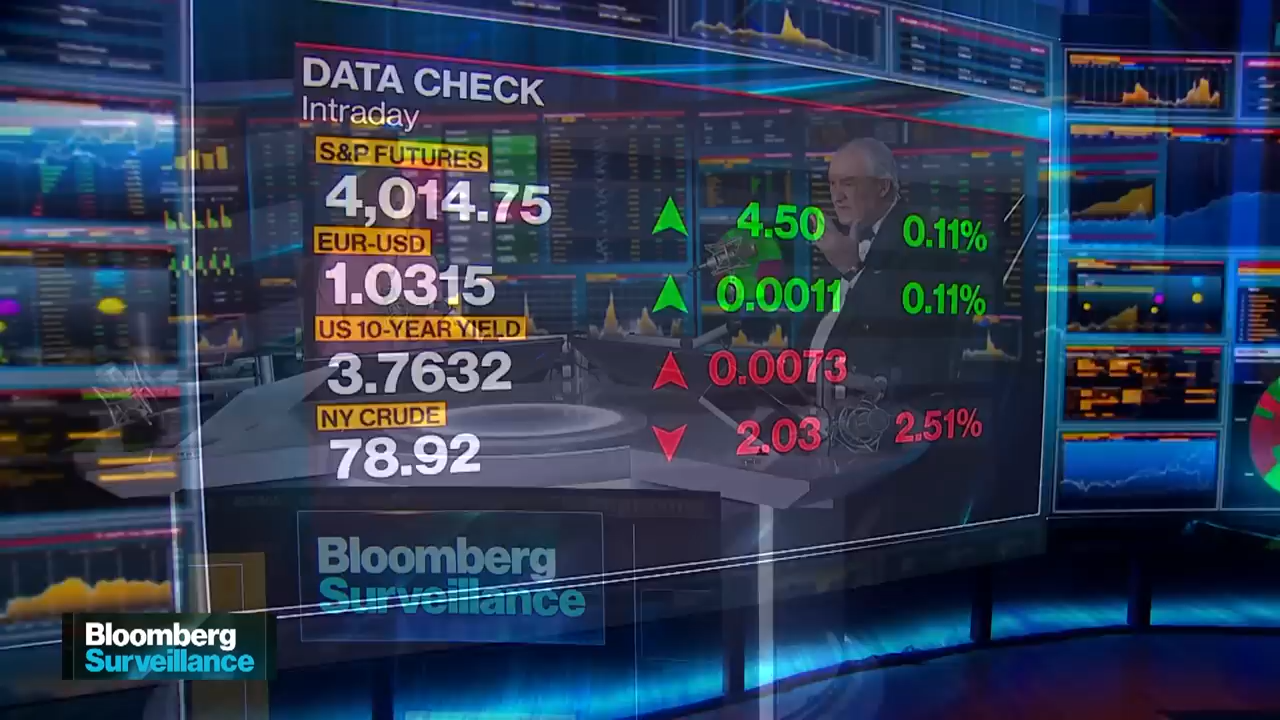 DATA CHECK
Intraday
S&P FUTURES
4,014.75 4.50 0.11%
EUR-USD
1.0315 0.0011 0.11%
US 10-YEAR YIELD
3.7632 0.0073
NY CRUDE
78.92 2.03 2.51%
Bloomberg
Surveillance
Bloomberg
Surveillance